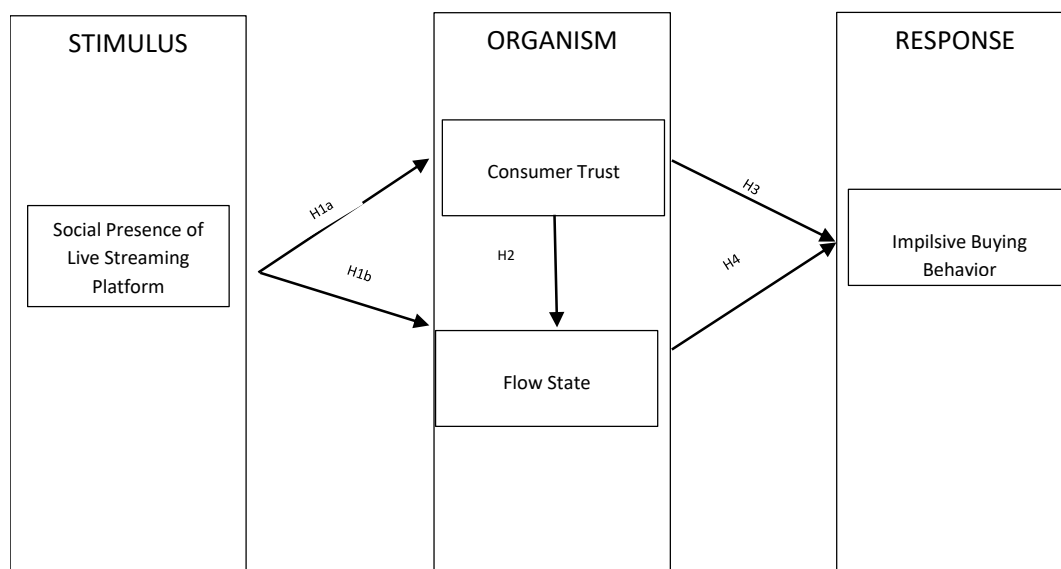 STIMULUS
ORGANISM
RESPONSE
Social Presence of
Live Streaming
Platform
H1a
H1b
Consumer Trust
H2
Flow State
H3
H4
Impilsive Buying
Behavior